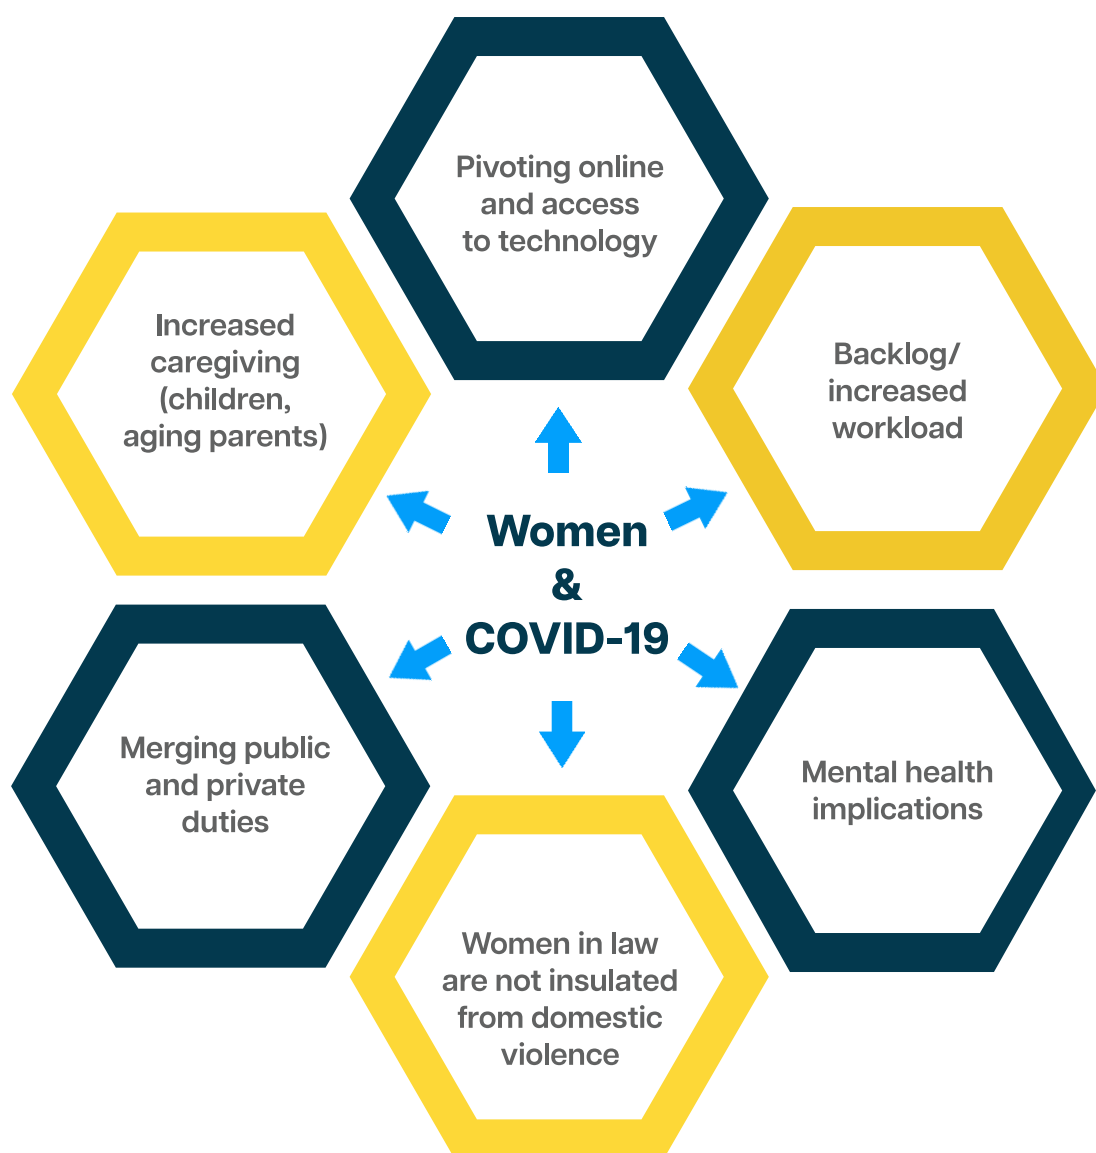 Pivoting online
and access
to technology
Increased
caregiving
(children,
aging parents)
Backlog/
increased
workload
Women
&
COVID-19
Merging public
and private
duties
Mental health
implications
Women in law
are not insulated
from domestic
violence